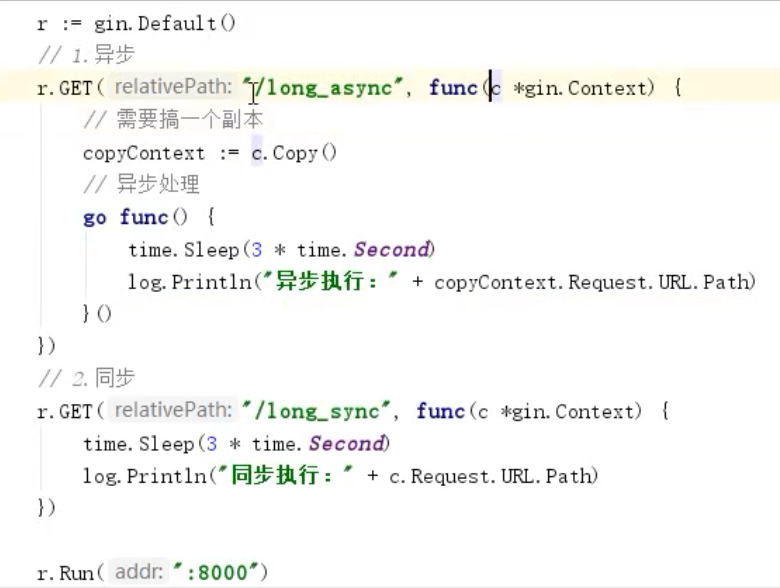 r := gin.Default()
// 1.异步
r.GET( relativePath: "/long_async", func(c *gin.Context) {
// 需要搞一个副本
copyContext := c.Copy()
// 异步处理
go func() {
time.Sleep(3 * time.Second)
log.Println("异步执行：" + copyContext.Request.URL.Path)
}()
})
// 2.同步
r.GET( relativePath: "/long_sync", func(c *gin.Context) {
time.Sleep(3 * time.Second)
log.Println("同步执行：" + c.Request.URL.Path)
})
r.Run( addr: ":8000")